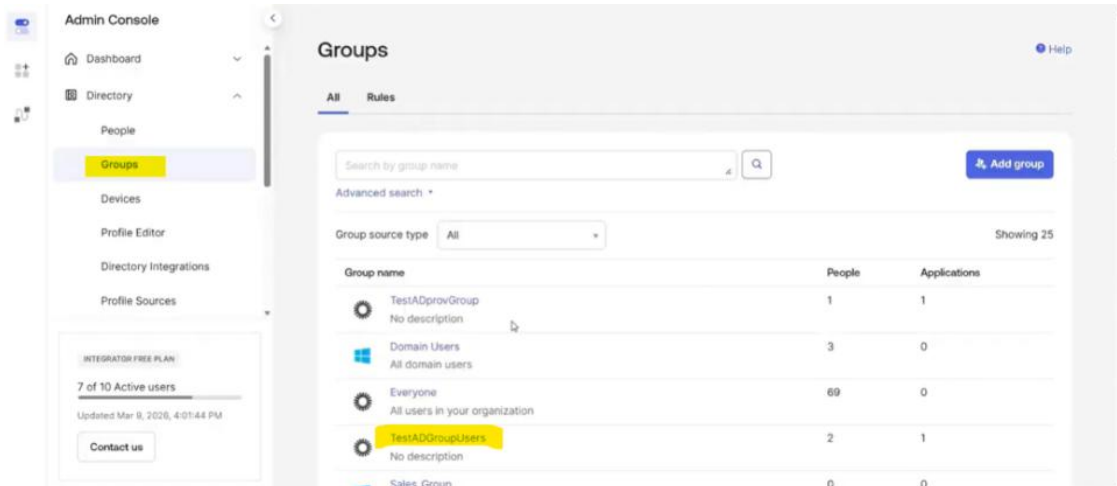 Admin Console
Dashboard
Directory
People
Groups
Devices
Profile Editor
Directory Integrations
Profile Sources
INTEGRATOR FREE PLAN
7 of 10 Active users
Updated Mar 9, 2026, 4:01:44 PM
Contact us
Groups
Help
All Rules
Search by group name
Add group
Advanced search
Group source type All
Showing 25
Group name People Applications
TestADprovGroup 1 1
No description
Domain Users 3 0
All domain users
Everyone 69 0
All users in your organization
TestADGroupUsers 2 1
No description
Sales_Group 0 0